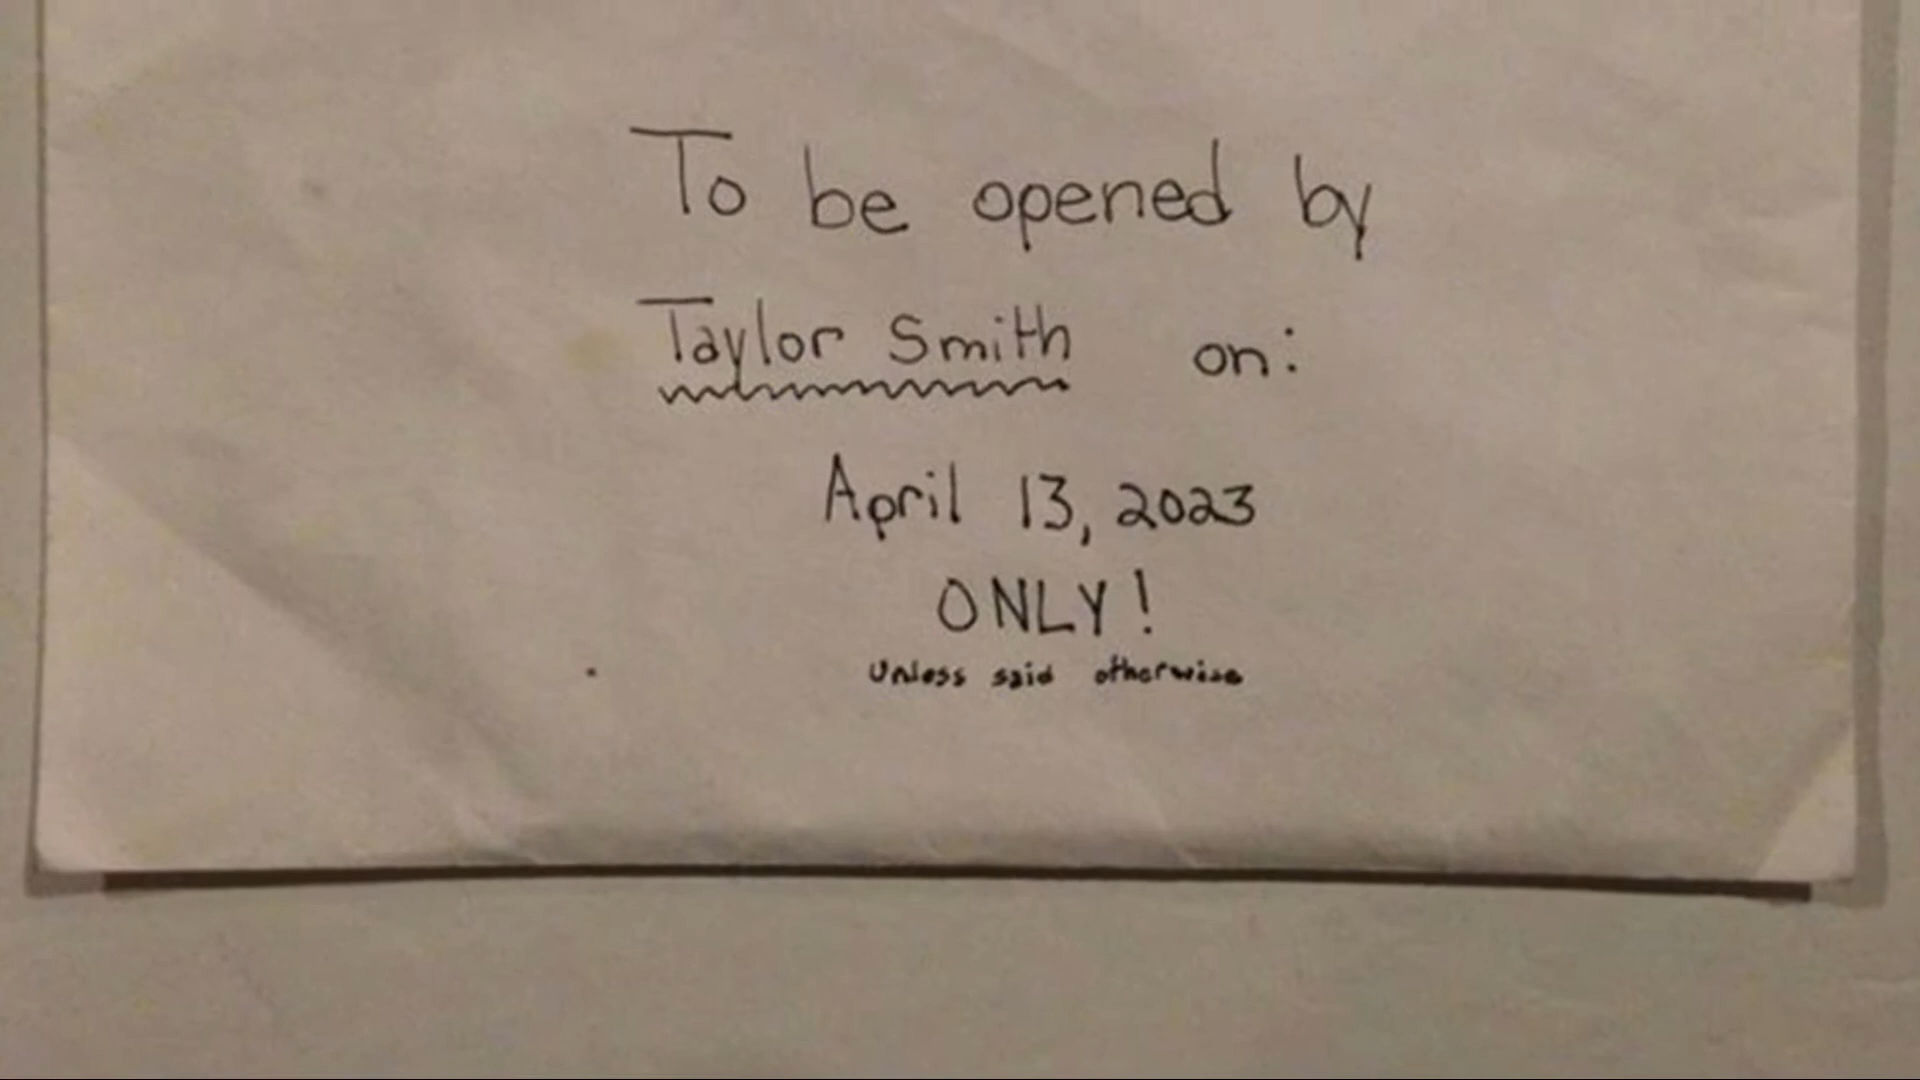 To be opened by
Taylor Smith on:
April 13, 2023
ONLY!
Unless said otherwise